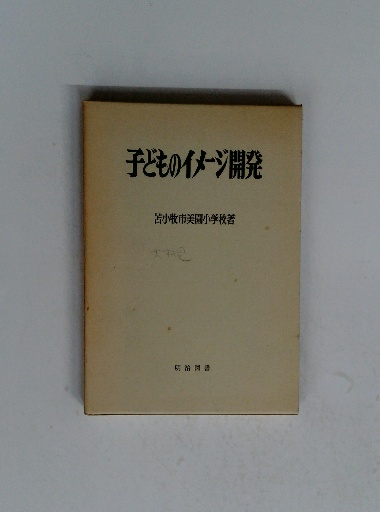 子どものイメージ開発
苫小牧市美園小学校著
明治図書